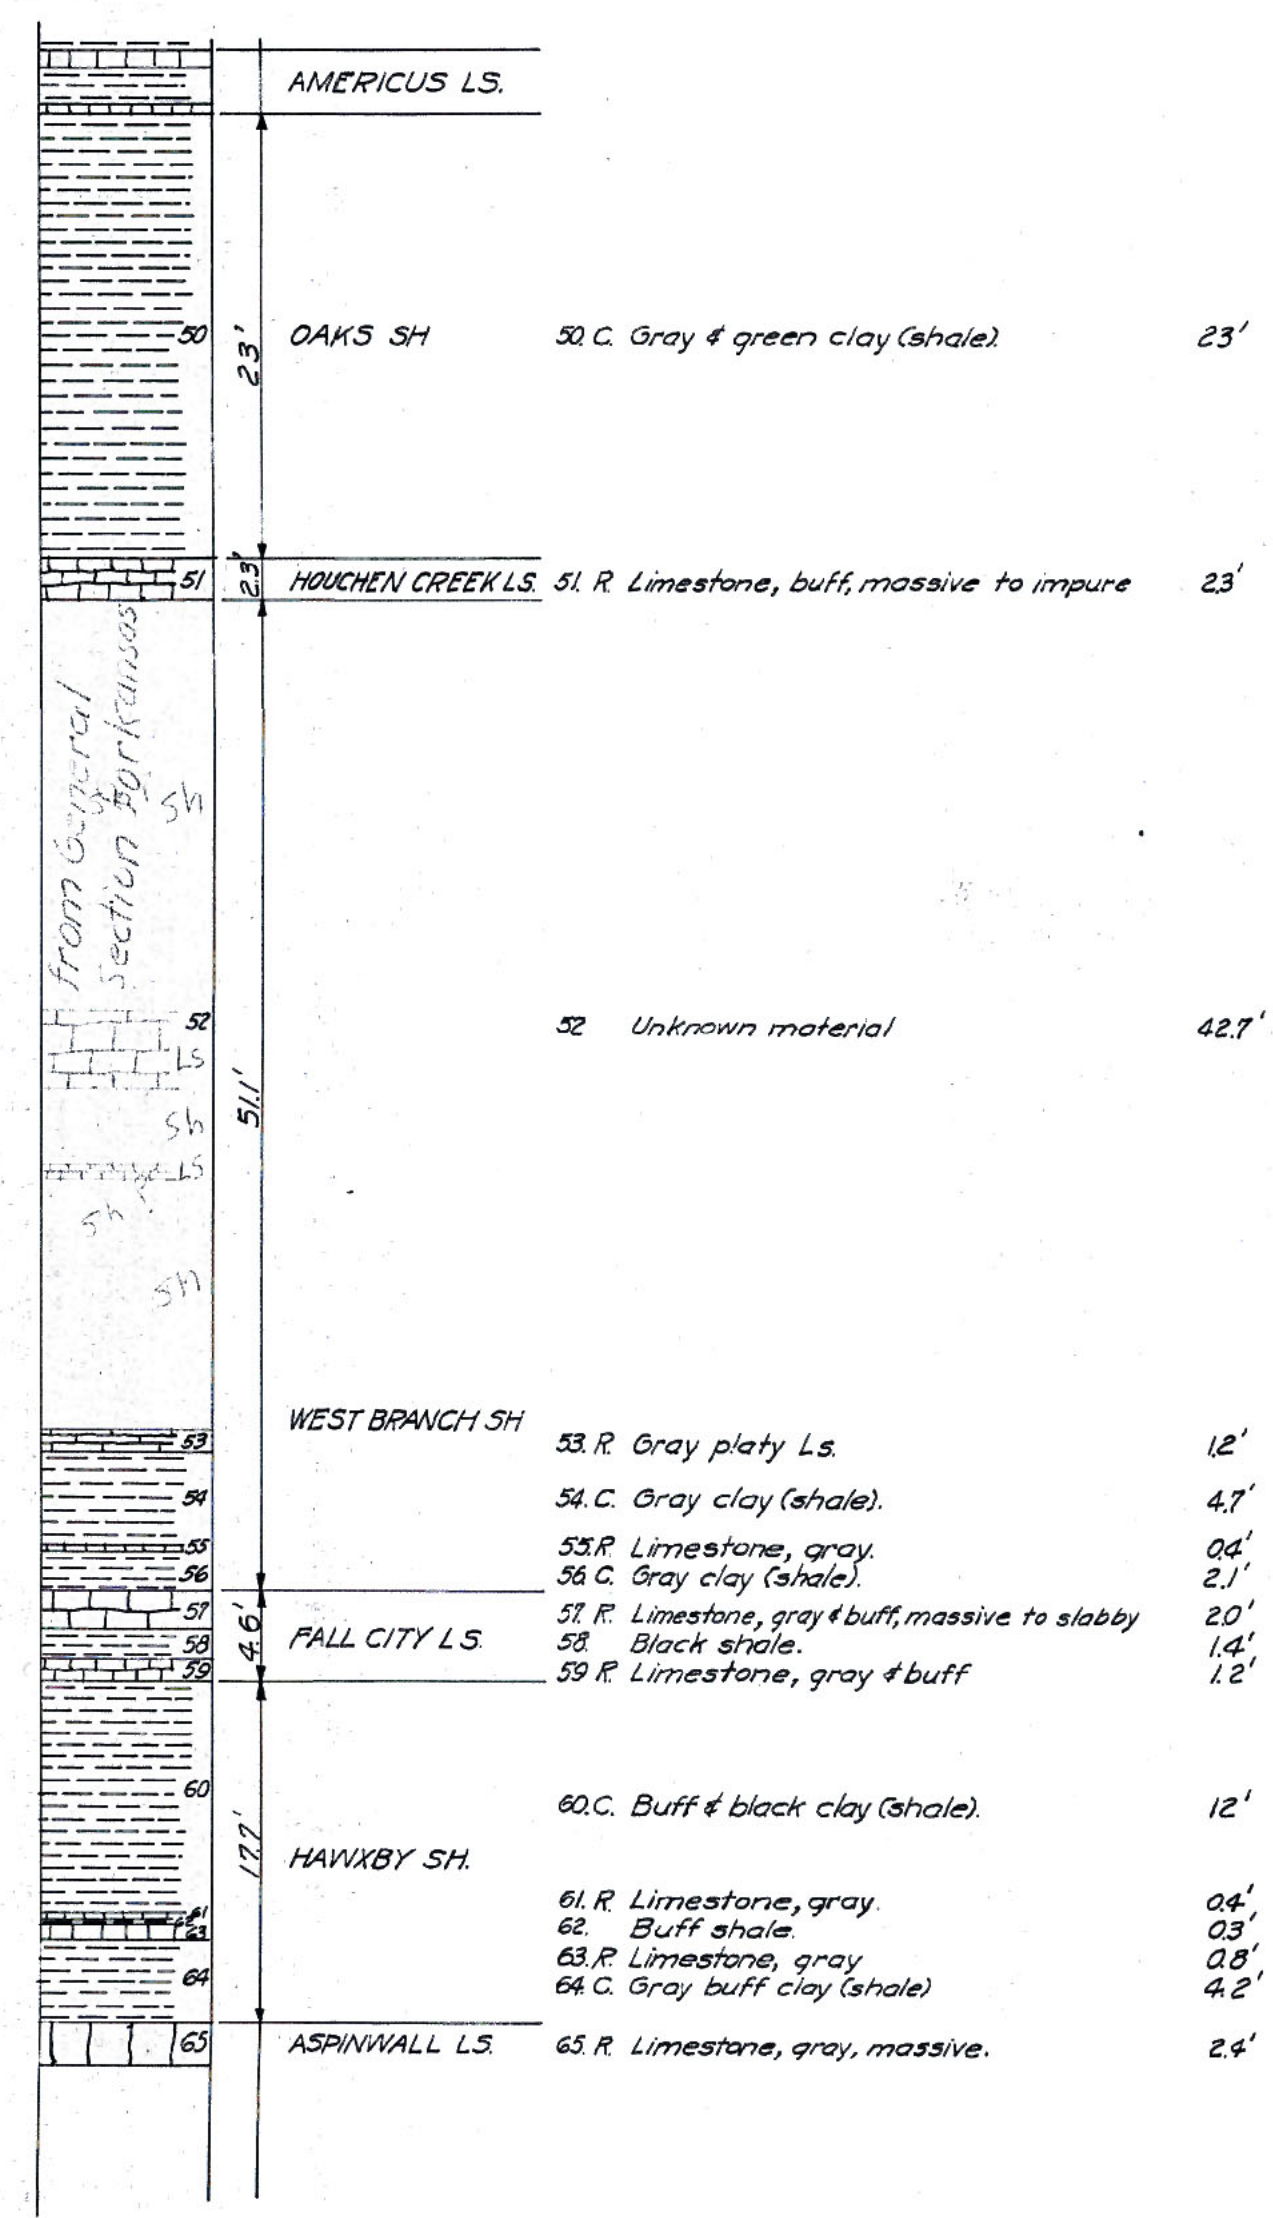 AMERICUS LS.
50 23' OAKS SH 50. C. Gray & green clay (shale). 23'
51 2.3' HOUCHEN CREEK LS. 51. R. Limestone, buff, massive to impure 2.3'
from General
Section For Kansas
Sh
52 52 Unknown material 42.7'
LS
51.1'
Sh
LS
Sh ?
Sh
WEST BRANCH SH
53 53. R. Gray platy Ls. 1.2'
54 54. C. Gray clay (shale). 4.7'
55 55. R. Limestone, gray. 0.4'
56 56. C. Gray clay (shale). 2.1'
57 57. R. Limestone, gray & buff, massive to slabby 2.0'
4.6' FALL CITY LS.
58 58. Black shale. 1.4'
59 59 R. Limestone, gray & buff 1.2'
60 60. C. Buff & black clay (shale). 12'
17.7' HAWXBY SH.
61 61. R. Limestone, gray. 0.4'
62 62. Buff shale. 0.3'
63 63. R. Limestone, gray 0.8'
64 64. C. Gray buff clay (shale) 4.2'
65 ASPINWALL LS. 65. R. Limestone, gray, massive. 2.4'